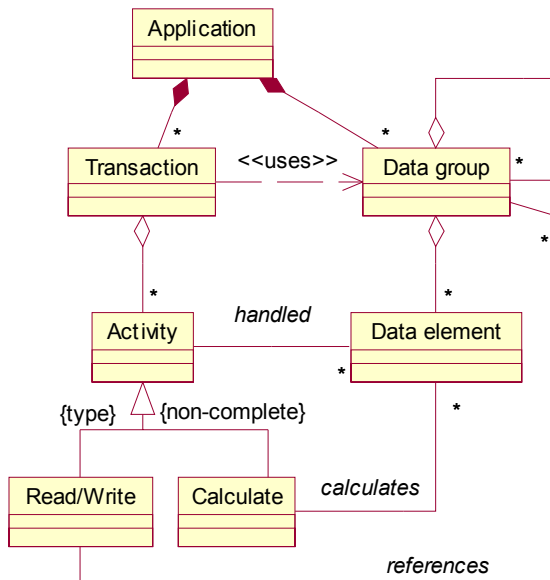 Application
*
*
Transaction
<<uses>>
Data group
*
*
*
*
Activity
handled
Data element
*
*
{type}
{non-complete}
Read/Write
Calculate
calculates
references